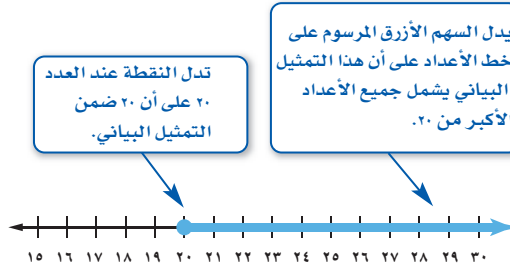 يدل السهم الأزرق المرسوم على
خط الأعداد على أن هذا التمثيل
البياني يشمل جميع الأعداد
الأكبر من ٢٠.
تدل النقطة عند العدد
٢٠ على أن ٢٠ ضمن
التمثيل البياني.
١٥ ١٦ ١٧ ١٨ ١٩ ٢٠ ٢١ ٢٢ ٢٣ ٢٤ ٢٥ ٢٦ ٢٧ ٢٨ ٢٩ ٣٠